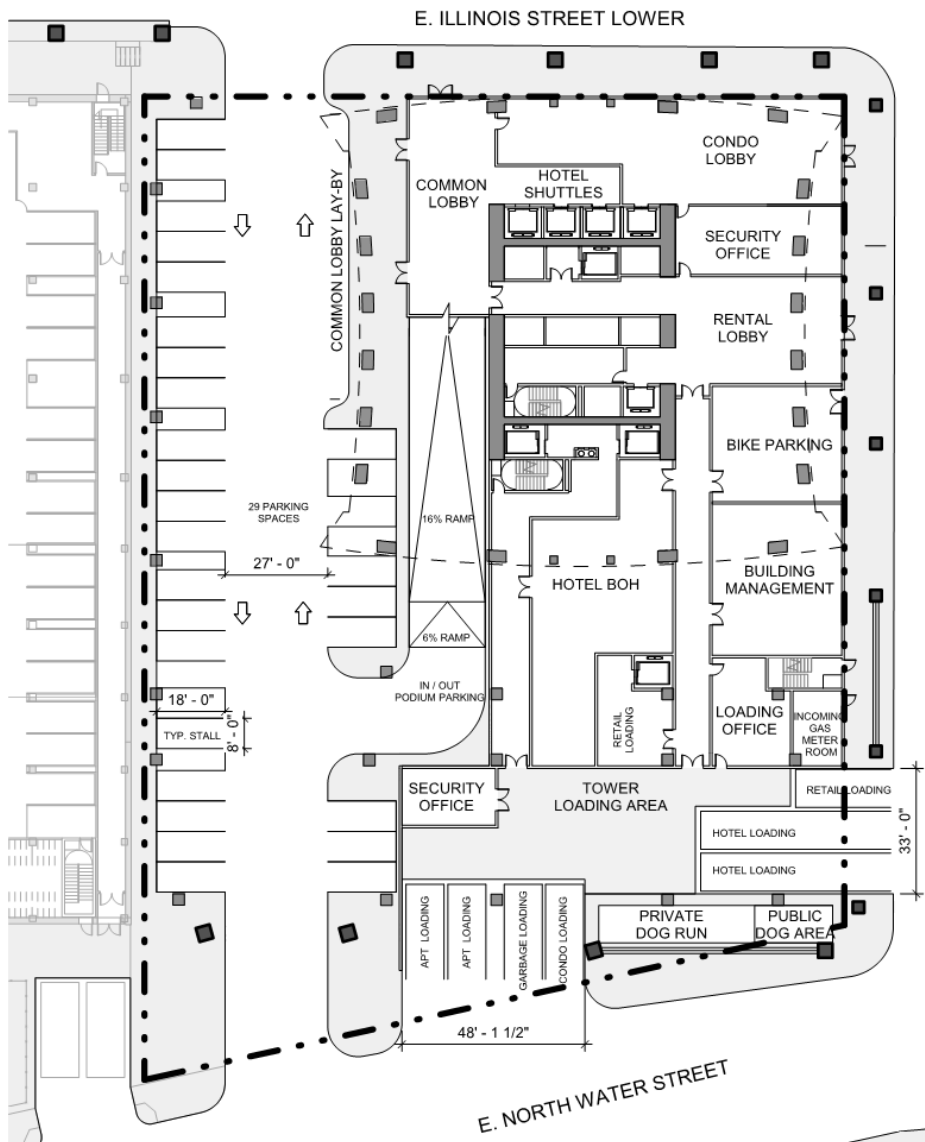 E. ILLINOIS STREET LOWER
COMMON LOBBY LAY-BY
COMMON
LOBBY
HOTEL
SHUTTLES
CONDO
LOBBY
SECURITY
OFFICE
RENTAL
LOBBY
BIKE PARKING
29 PARKING
SPACES
27' - 0"
16% RAMP
6% RAMP
HOTEL BOH
BUILDING
MANAGEMENT
IN / OUT
PODIUM PARKING
18' - 0"
8' - 0"
TYP. STALL
RETAIL
LOADING
LOADING
OFFICE
INCOMING
GAS
METER
ROOM
SECURITY
OFFICE
TOWER
LOADING AREA
RETAIL LOADING
HOTEL LOADING
HOTEL LOADING
33' - 0"
APT LOADING
APT LOADING
GARBAGE LOADING
CONDO LOADING
PRIVATE
DOG RUN
PUBLIC
DOG AREA
48' - 1 1/2"
E. NORTH WATER STREET